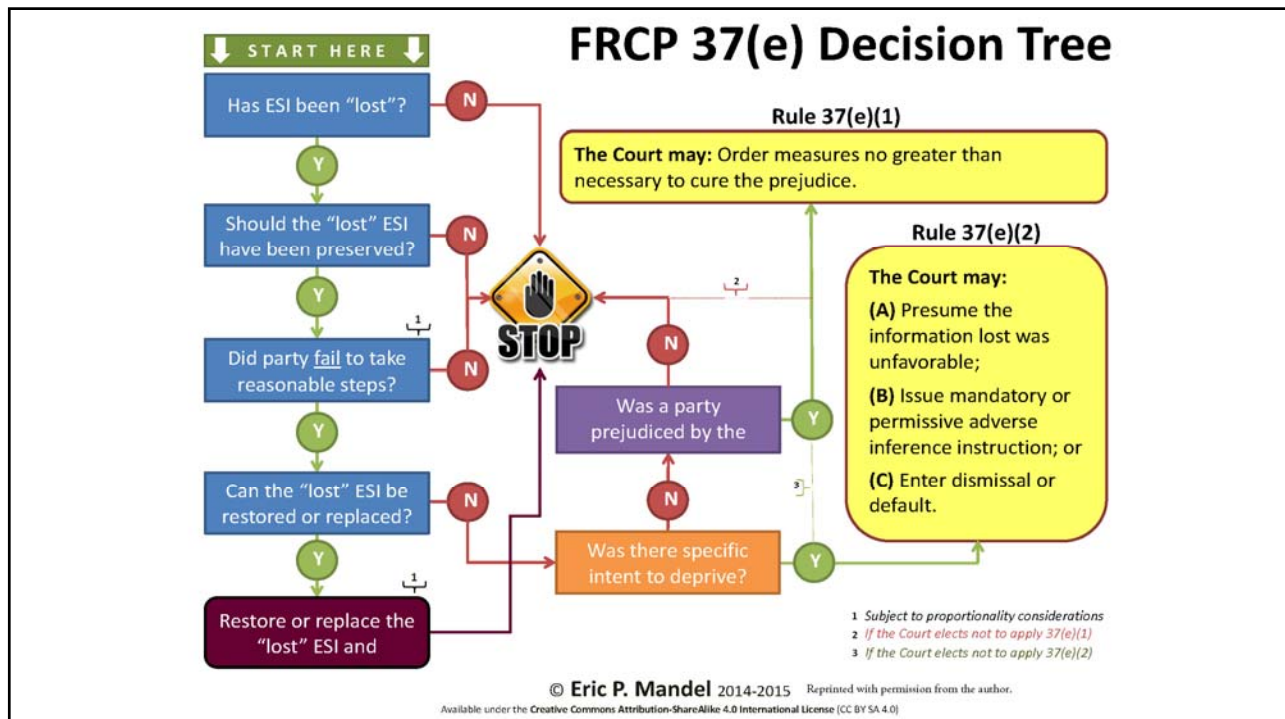 START HERE
FRCP 37(e) Decision Tree
Has ESI been “lost”?
N
Y
Should the “lost” ESI
have been preserved?
N
Y
1
Did party fail to take
reasonable steps?
N
Y
Can the “lost” ESI be
restored or replaced?
N
Y
1
Restore or replace the
“lost” ESI and
STOP
Rule 37(e)(1)
The Court may: Order measures no greater than
necessary to cure the prejudice.
2
N
Was a party
prejudiced by the
Y
N
3
Was there specific
intent to deprive?
Y
Rule 37(e)(2)
The Court may:
(A) Presume the
information lost was
unfavorable;
(B) Issue mandatory or
permissive adverse
inference instruction; or
(C) Enter dismissal or
default.
1 Subject to proportionality considerations
2 If the Court elects not to apply 37(e)(1)
3 If the Court elects not to apply 37(e)(2)
© Eric P. Mandel 2014-2015 Reprinted with permission from the author.
Available under the Creative Commons Attribution-ShareAlike 4.0 International License (CC BY SA 4.0)